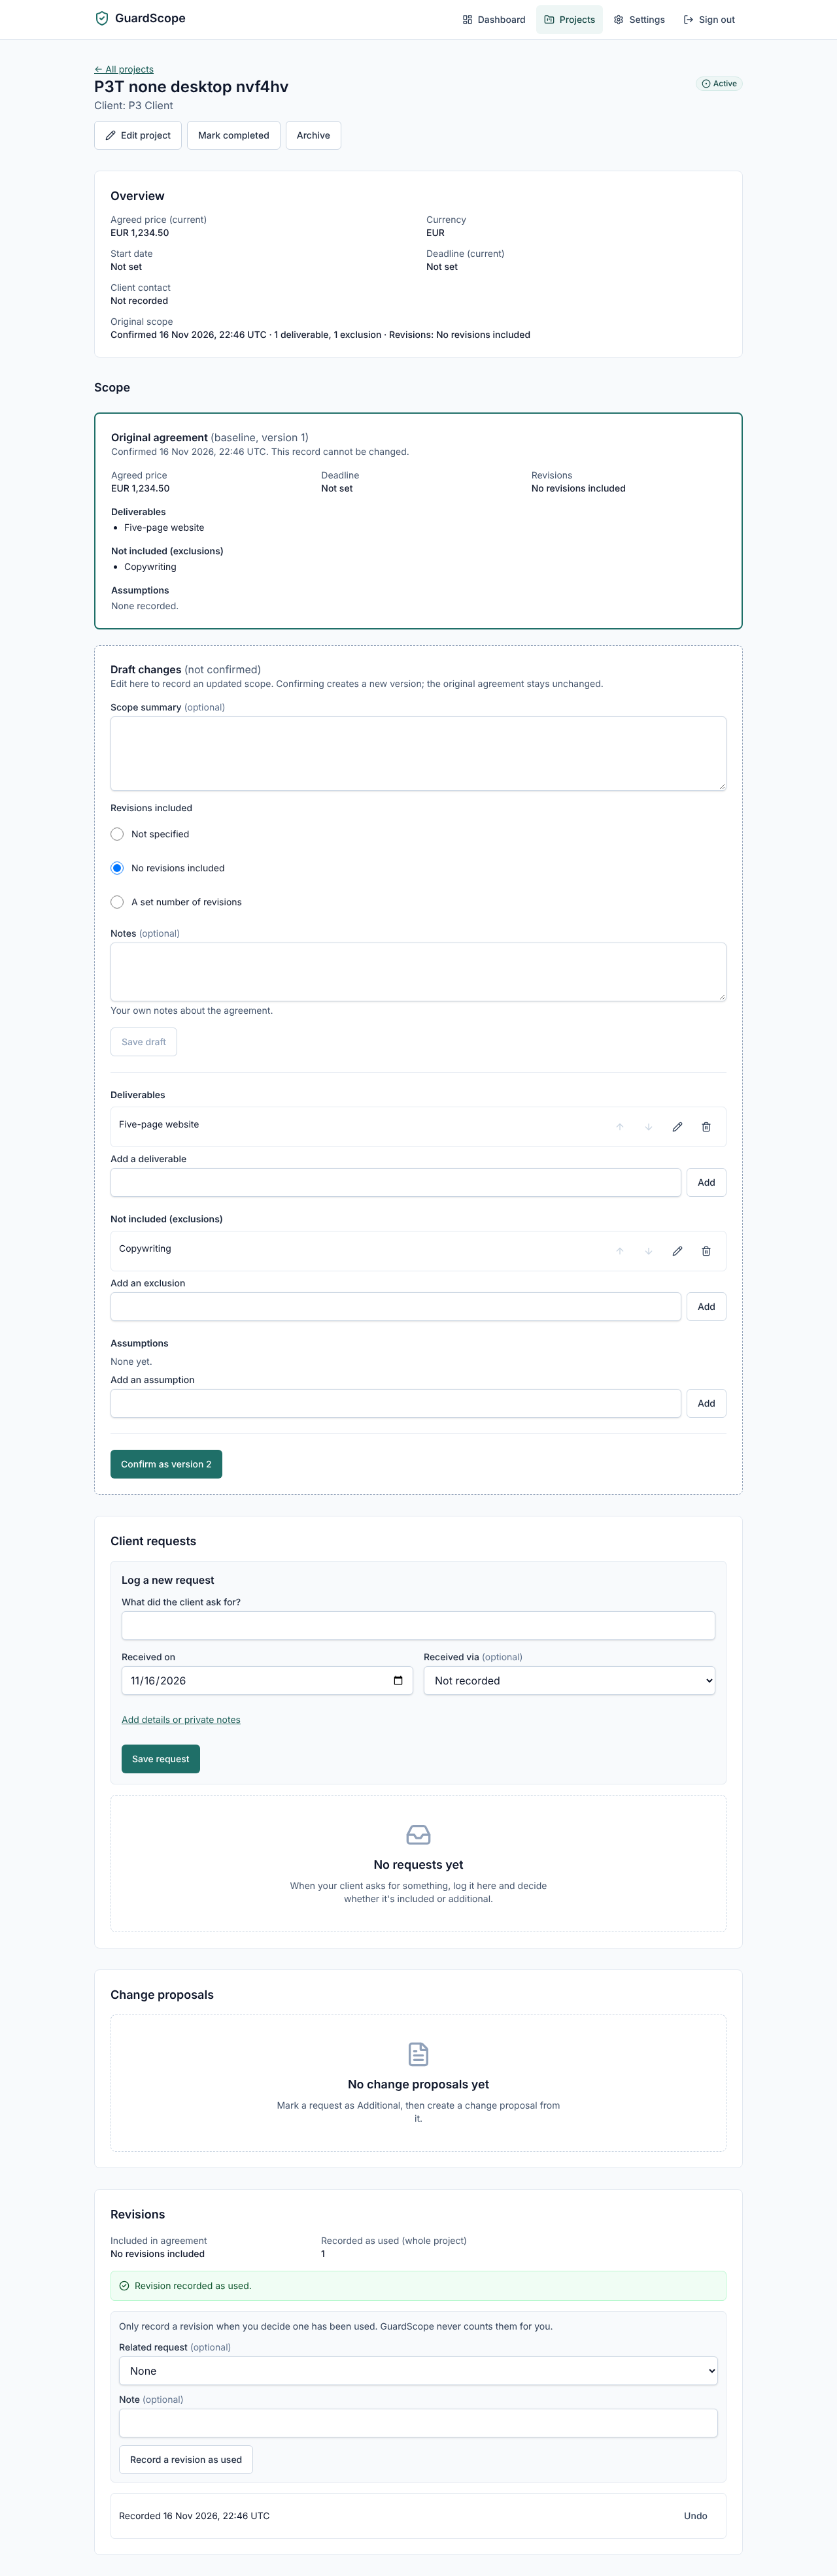 GuardScope
Dashboard
Projects
Settings
Sign out
← All projects
P3T none desktop nvf4hv
Active
Client: P3 Client
Edit project
Mark completed
Archive
Overview
Agreed price (current)
EUR 1,234.50
Currency
EUR
Start date
Not set
Deadline (current)
Not set
Client contact
Not recorded
Original scope
Confirmed 16 Nov 2026, 22:46 UTC · 1 deliverable, 1 exclusion · Revisions: No revisions included
Scope
Original agreement (baseline, version 1)
Confirmed 16 Nov 2026, 22:46 UTC. This record cannot be changed.
Agreed price
EUR 1,234.50
Deadline
Not set
Revisions
No revisions included
Deliverables
• Five-page website
Not included (exclusions)
• Copywriting
Assumptions
None recorded.
Draft changes (not confirmed)
Edit here to record an updated scope. Confirming creates a new version; the original agreement stays unchanged.
Scope summary (optional)
Revisions included
Not specified
No revisions included
A set number of revisions
Notes (optional)
Your own notes about the agreement.
Save draft
Deliverables
Five-page website
Add a deliverable
Add
Not included (exclusions)
Copywriting
Add an exclusion
Add
Assumptions
None yet.
Add an assumption
Add
Confirm as version 2
Client requests
Log a new request
What did the client ask for?
Received on
11/16/2026
Received via (optional)
Not recorded
Add details or private notes
Save request
No requests yet
When your client asks for something, log it here and decide
whether it's included or additional.
Change proposals
No change proposals yet
Mark a request as Additional, then create a change proposal from
it.
Revisions
Included in agreement
No revisions included
Recorded as used (whole project)
1
Revision recorded as used.
Only record a revision when you decide one has been used. GuardScope never counts them for you.
Related request (optional)
None
Note (optional)
Record a revision as used
Recorded 16 Nov 2026, 22:46 UTC
Undo